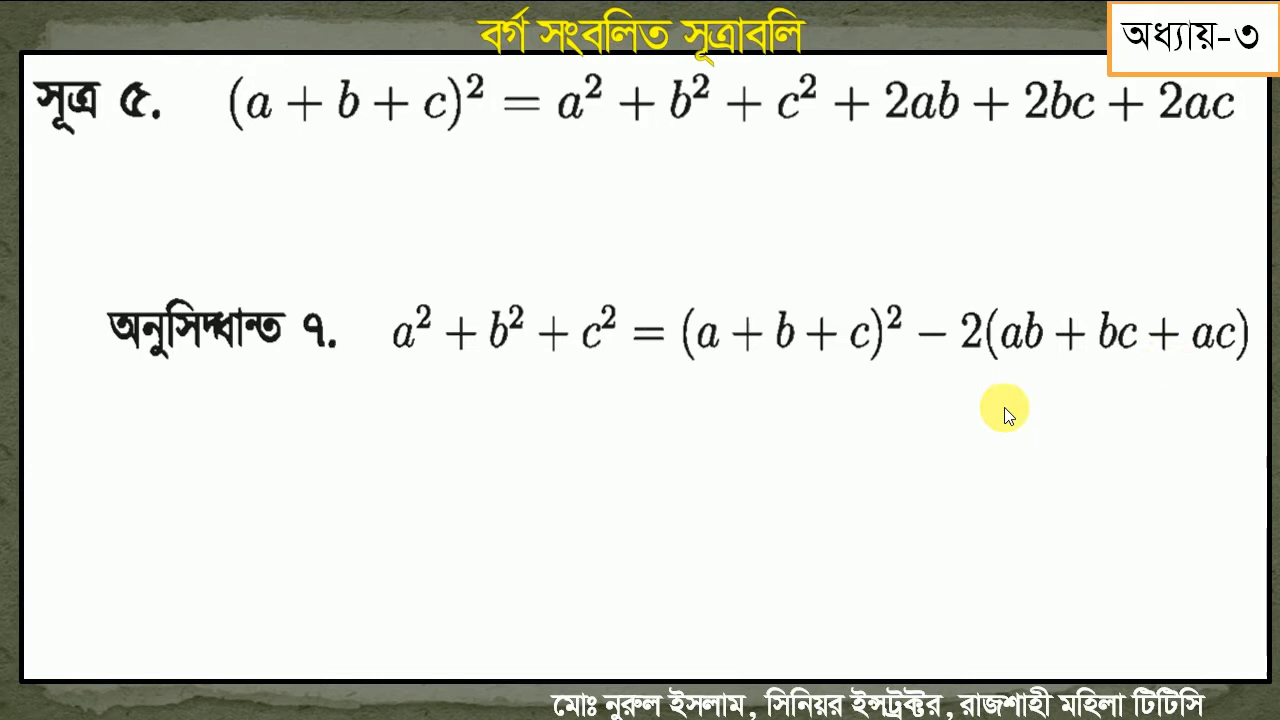 বর্গ সংবলিত সূত্রাবলি
অধ্যায়-৩
সূত্র ৫. (a + b + c)² = a² + b² + c² + 2ab + 2bc + 2ac
অনুসিদ্ধান্ত ৭. a² + b² + c² = (a + b + c)² − 2(ab + bc + ac)
মোঃ নুরুল ইসলাম, সিনিয়র ইন্সট্রাক্টর, রাজশাহী মহিলা টিটিসি